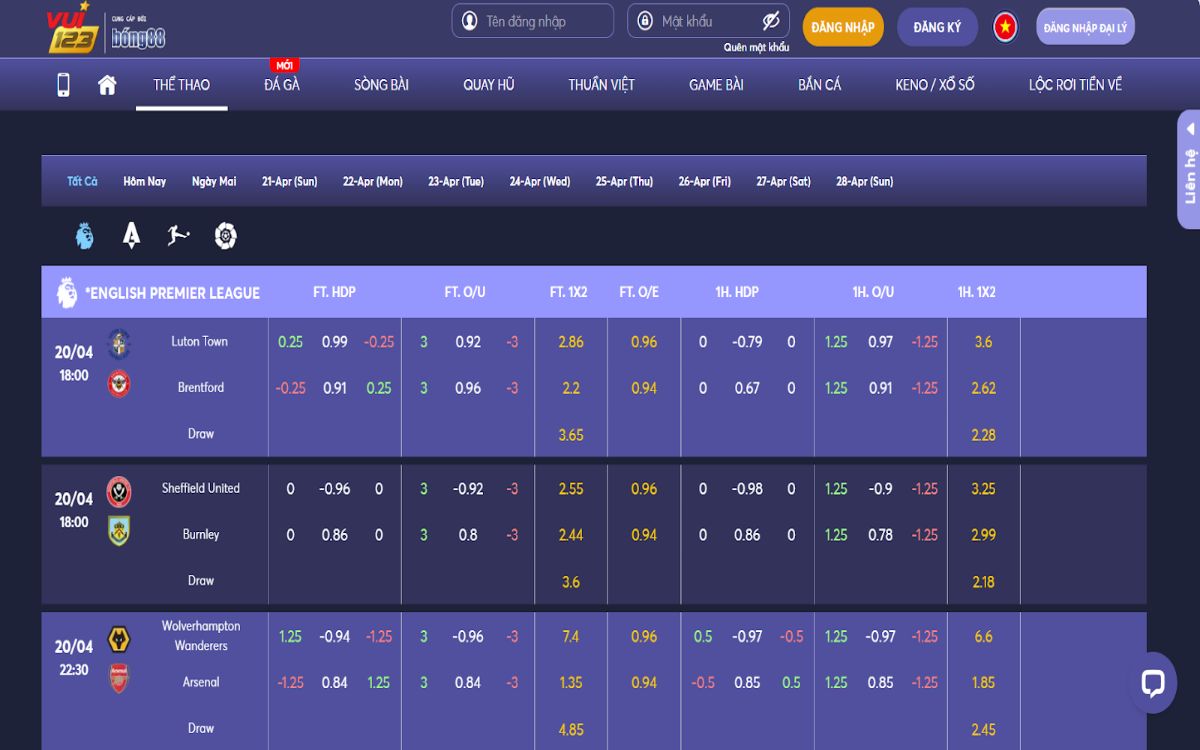 VUI
123
CUNG CẤP BỞI
bóng88
Tên đăng nhập
Mật khẩu
Quên mật khẩu
ĐĂNG NHẬP
ĐĂNG KÝ
ĐĂNG NHẬP ĐẠI LÝ
MỚI
THỂ THAO ĐÁ GÀ SÒNG BÀI QUAY HŨ THUẦN VIỆT GAME BÀI BẮN CÁ KENO / XỔ SỐ LỘC RƠI TIỀN VỀ
Liên hệ
Tất Cả Hôm Nay Ngày Mai 21-Apr (Sun) 22-Apr (Mon) 23-Apr (Tue) 24-Apr (Wed) 25-Apr (Thu) 26-Apr (Fri) 27-Apr (Sat) 28-Apr (Sun)
*ENGLISH PREMIER LEAGUE FT. HDP FT. O/U FT. 1X2 FT. O/E 1H. HDP 1H. O/U 1H. 1X2
20/04
18:00
Luton Town 0.25 0.99 -0.25 3 0.92 -3 2.86 0.96 0 -0.79 0 1.25 0.97 -1.25 3.6
Brentford -0.25 0.91 0.25 3 0.96 -3 2.2 0.94 0 0.67 0 1.25 0.91 -1.25 2.62
Draw 3.65 2.28
20/04
18:00
Sheffield United 0 -0.96 0 3 -0.92 -3 2.55 0.96 0 -0.98 0 1.25 -0.9 -1.25 3.25
Burnley 0 0.86 0 3 0.8 -3 2.44 0.94 0 0.86 0 1.25 0.78 -1.25 2.99
Draw 3.6 2.18
20/04
22:30
Wolverhampton
Wanderers 1.25 -0.94 -1.25 3 -0.96 -3 7.4 0.96 0.5 -0.97 -0.5 1.25 -0.97 -1.25 6.6
Arsenal -1.25 0.84 1.25 3 0.84 -3 1.35 0.94 -0.5 0.85 0.5 1.25 0.85 -1.25 1.85
Draw 4.85 2.45